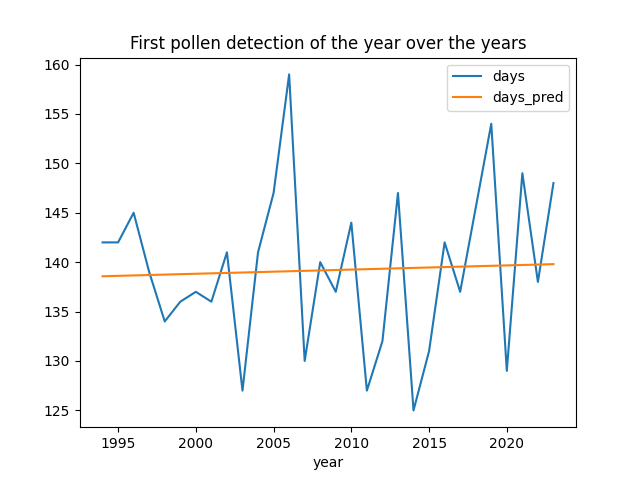 First pollen detection of the year over the years
days
days_pred
160
155
150
145
140
135
130
125
1995 2000 2005 2010 2015 2020
year